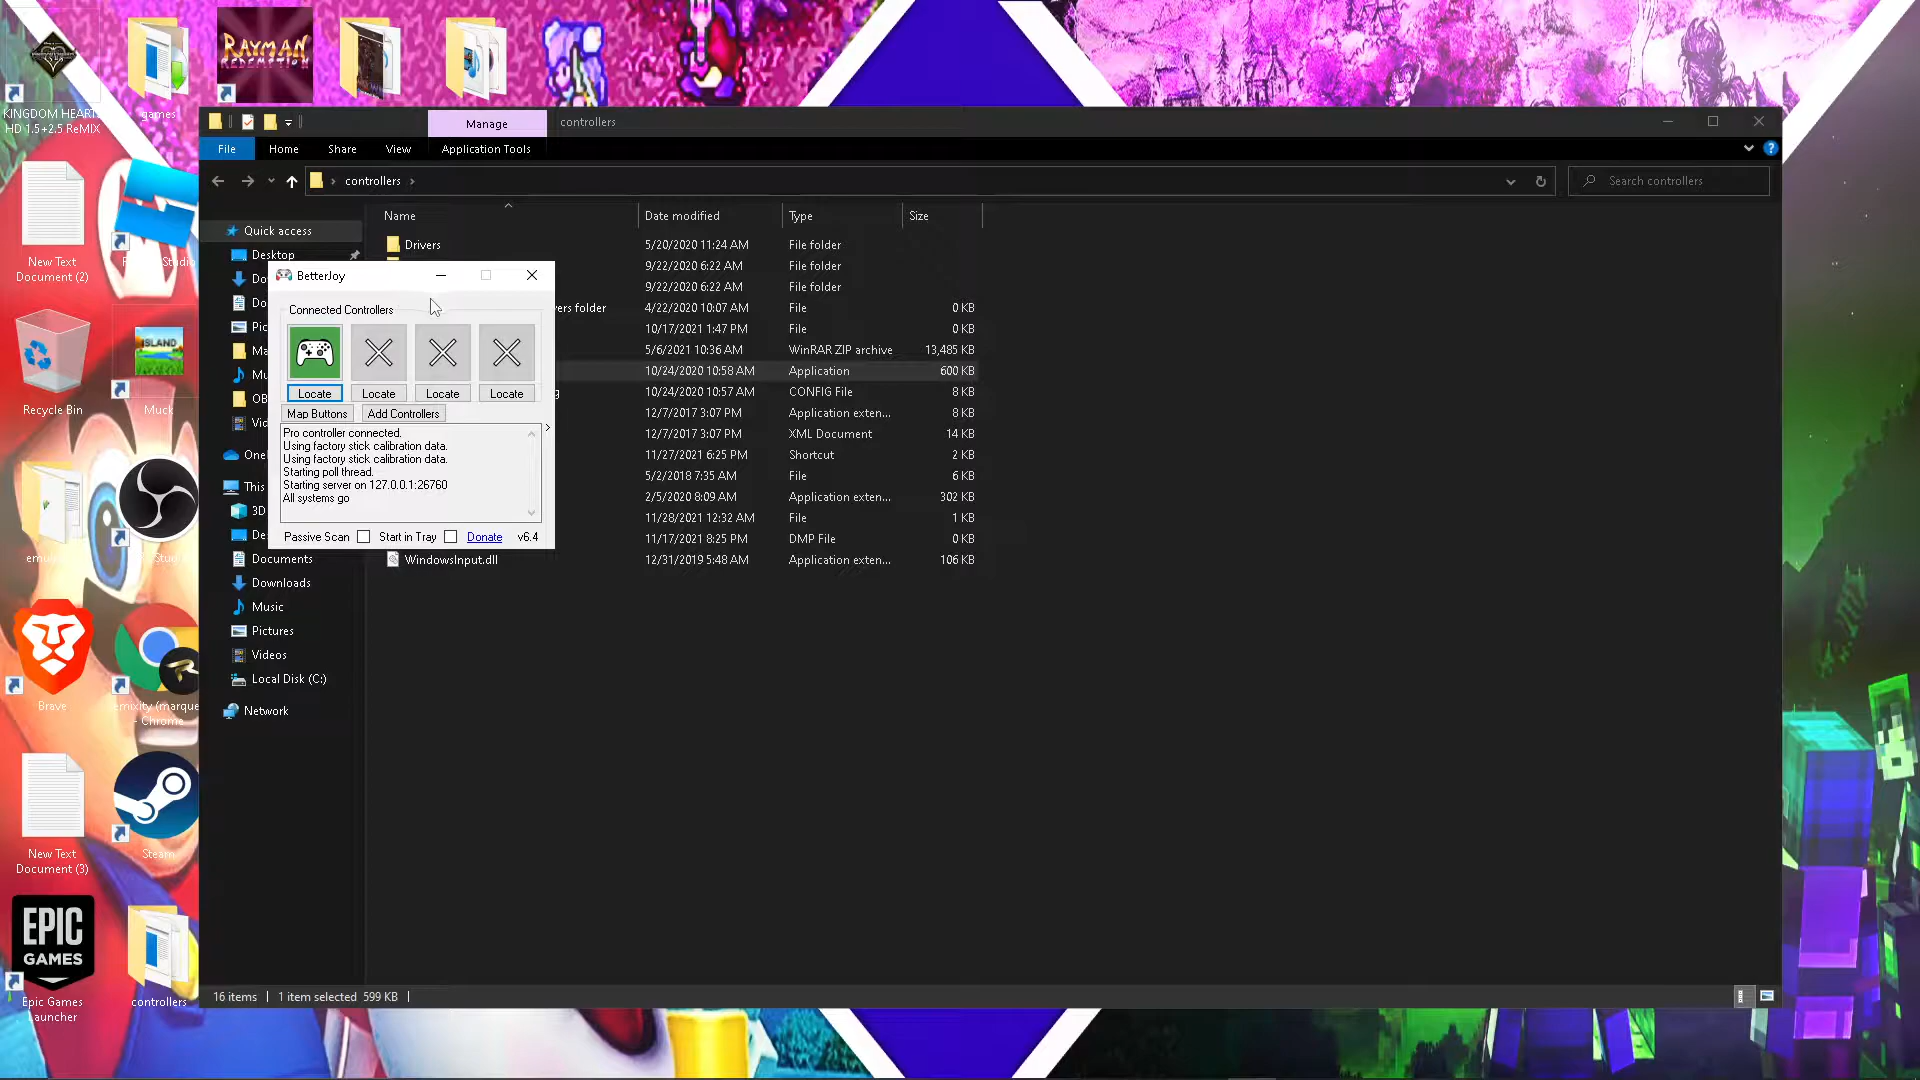 KINGDOM HEARTS
HD 1.5+2.5 ReMIX
games
RAYMAN
REDEMPTION
Manage
controllers
File
Home
Share
View
Application Tools
controllers
Search controllers
Name
Date modified
Type
Size
Quick access
Desktop
Drivers
5/20/2020 11:24 AM
File folder
9/22/2020 6:22 AM
File folder
9/22/2020 6:22 AM
File folder
folder
4/22/2020 10:07 AM
File
0 KB
10/17/2021 1:47 PM
File
0 KB
5/6/2021 10:36 AM
WinRAR ZIP archive
13,485 KB
10/24/2020 10:58 AM
Application
600 KB
10/24/2020 10:57 AM
CONFIG File
8 KB
12/7/2017 3:07 PM
Application exten...
8 KB
12/7/2017 3:07 PM
XML Document
14 KB
11/27/2021 6:25 PM
Shortcut
2 KB
5/2/2018 7:35 AM
File
6 KB
2/5/2020 8:09 AM
Application exten...
302 KB
11/28/2021 12:32 AM
File
1 KB
11/17/2021 8:25 PM
DMP File
0 KB
WindowsInput.dll
12/31/2019 5:48 AM
Application exten...
106 KB
BetterJoy
Connected Controllers
Locate
Locate
Locate
Locate
Map Buttons
Add Controllers
Pro controller connected.
Using factory stick calibration data.
Using factory stick calibration data.
Starting poll thread.
Starting server on 127.0.0.1:26760
All systems go
Passive Scan
Start in Tray
Donate
v6.4
This
3D
Documents
Downloads
Music
Pictures
Videos
Local Disk (C:)
Network
16 items
1 item selected 599 KB
New Text
Document (2)
Recycle Bin
ISLAND
Muck
Brave
- Chrome
New Text
Document (3)
Steam
EPIC
GAMES
Epic Games
Launcher
controllers